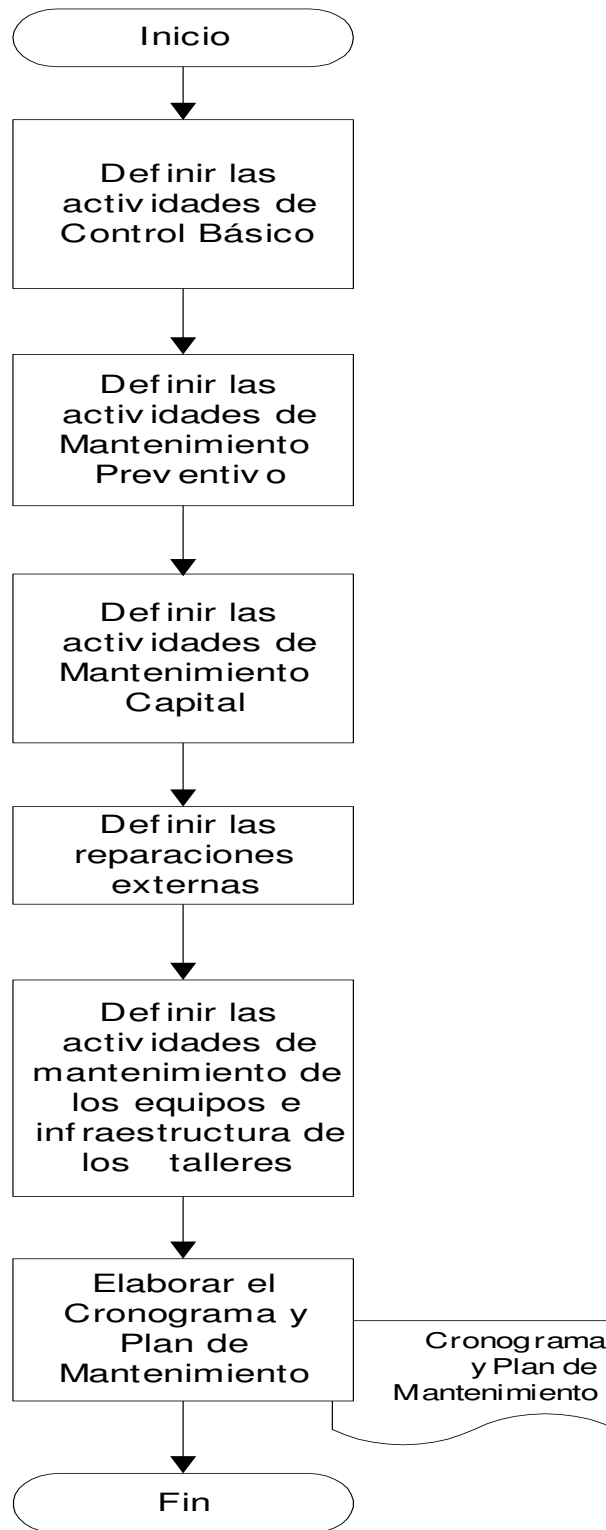 Inicio
Definir las
actividades de
Control Básico
Definir las
actividades de
Mantenimiento
Preventivo
Definir las
actividades de
Mantenimiento
Capital
Definir las
reparaciones
externas
Definir las
actividades de
mantenimiento de
los equipos e
infraestructura de
los talleres
Elaborar el
Cronograma y
Plan de
Mantenimiento
Cronograma
y Plan de
Mantenimiento
Fin